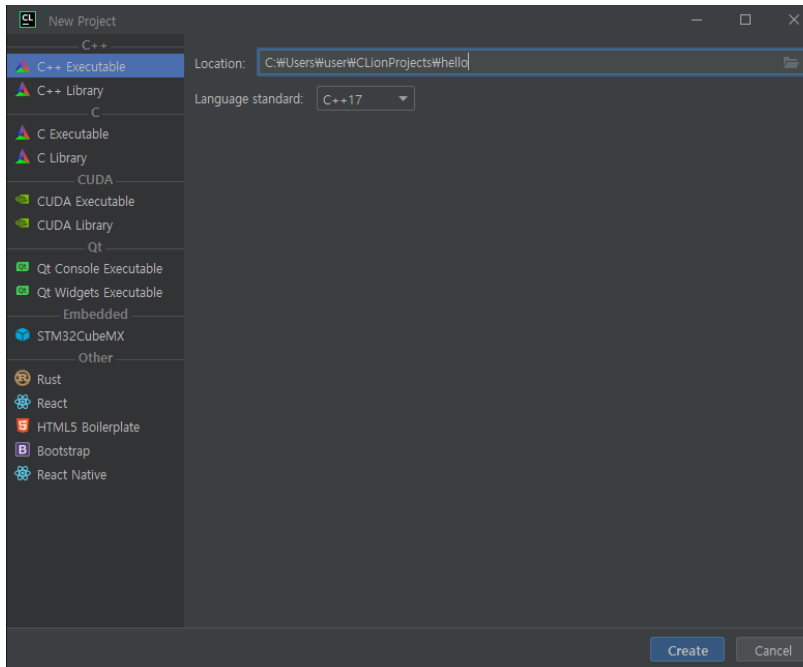 New Project
C++
C++ Executable
C++ Library
C
C Executable
C Library
CUDA
CUDA Executable
CUDA Library
Qt
Qt Console Executable
Qt Widgets Executable
Embedded
STM32CubeMX
Other
Rust
React
HTML5 Boilerplate
Bootstrap
React Native
Location: C:₩Users₩user₩CLionProjects₩hello
Language standard: C++17
Create Cancel